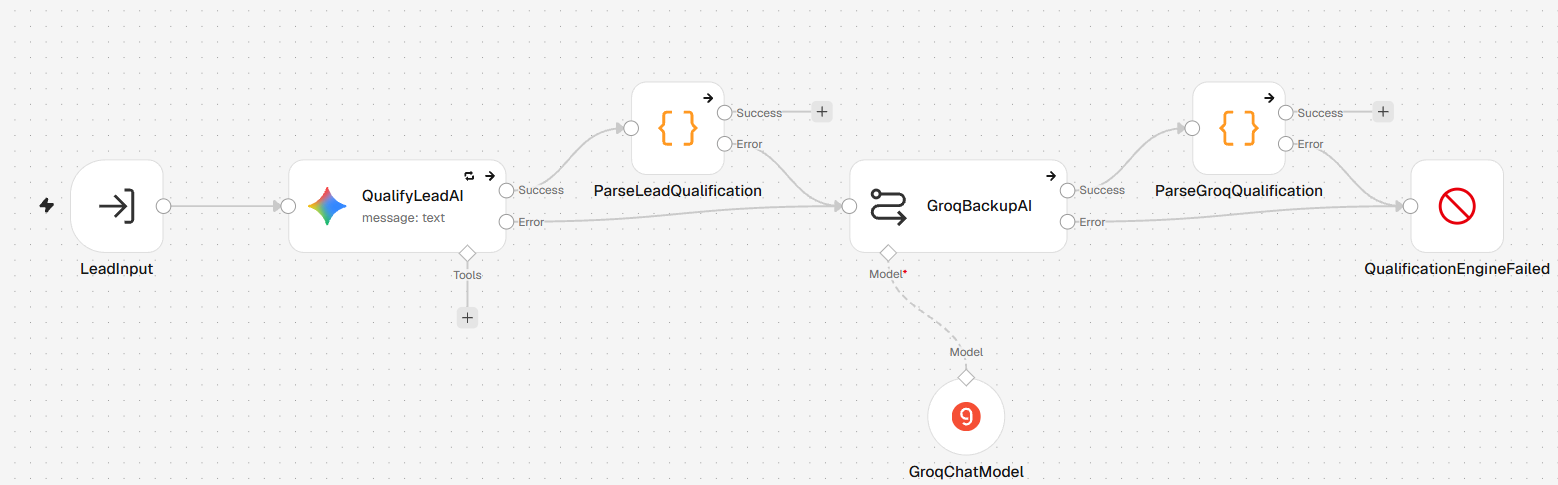 LeadInput
QualifyLeadAI
message: text
Success
Error
Tools
+
ParseLeadQualification
Success
+
Error
GroqBackupAI
Success
Error
Model*
Model
GroqChatModel
ParseGroqQualification
Success
+
Error
QualificationEngineFailed